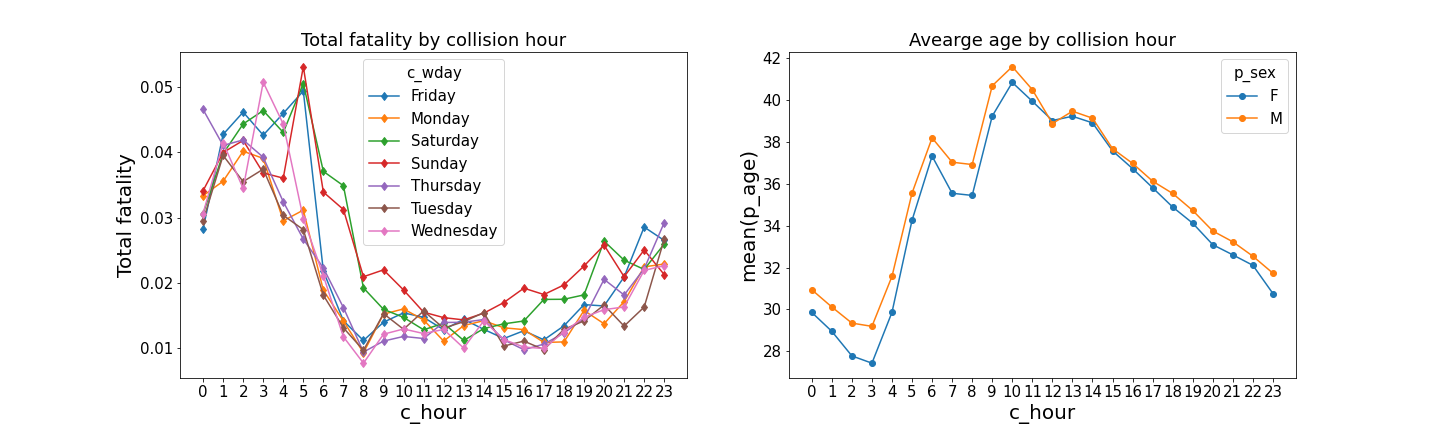 Total fatality by collision hour
Total fatality
0.05
0.04
0.03
0.02
0.01
c_wday
Friday
Monday
Saturday
Sunday
Thursday
Tuesday
Wednesday
0 1 2 3 4 5 6 7 8 9 10 11 12 13 14 15 16 17 18 19 20 21 22 23
c_hour
Avearge age by collision hour
mean(p_age)
42
40
38
36
34
32
30
28
p_sex
F
M
0 1 2 3 4 5 6 7 8 9 10 11 12 13 14 15 16 17 18 19 20 21 22 23
c_hour